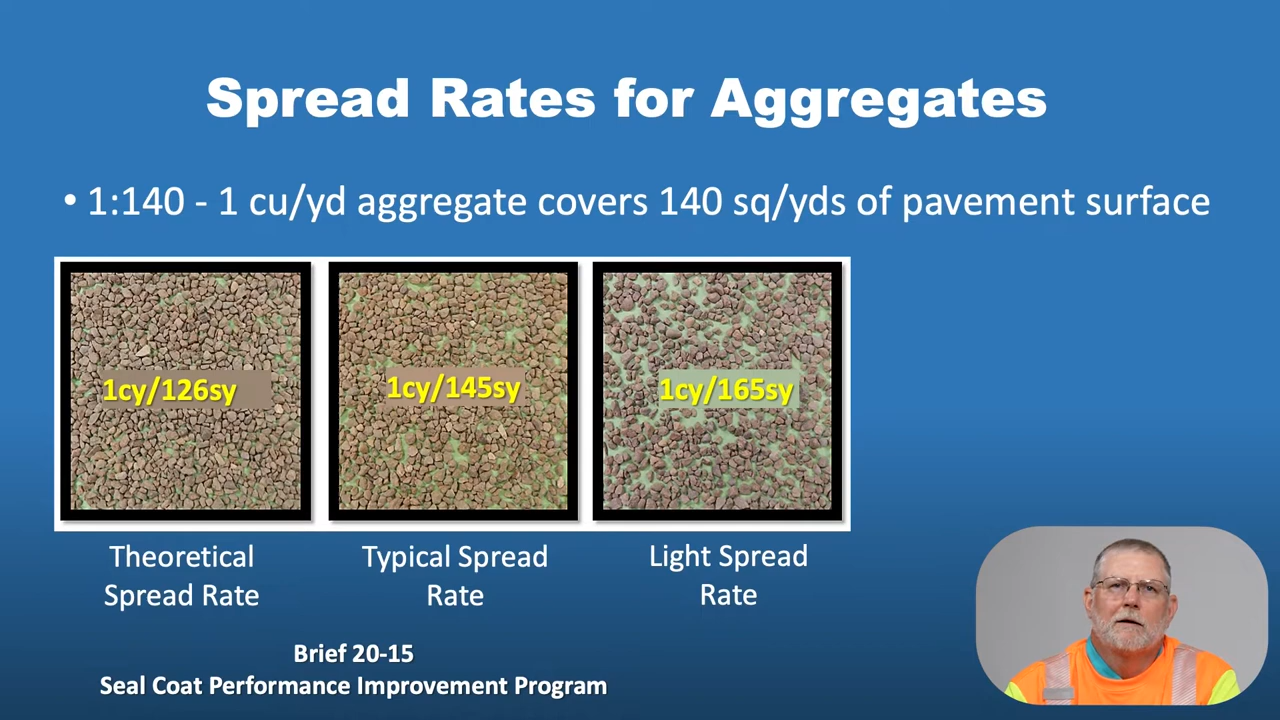 Spread Rates for Aggregates
• 1:140 - 1 cu/yd aggregate covers 140 sq/yds of pavement surface
1cy/126sy
1cy/145sy
1cy/165sy
Theoretical
Spread Rate
Typical Spread
Rate
Light Spread
Rate
Brief 20-15
Seal Coat Performance Improvement Program